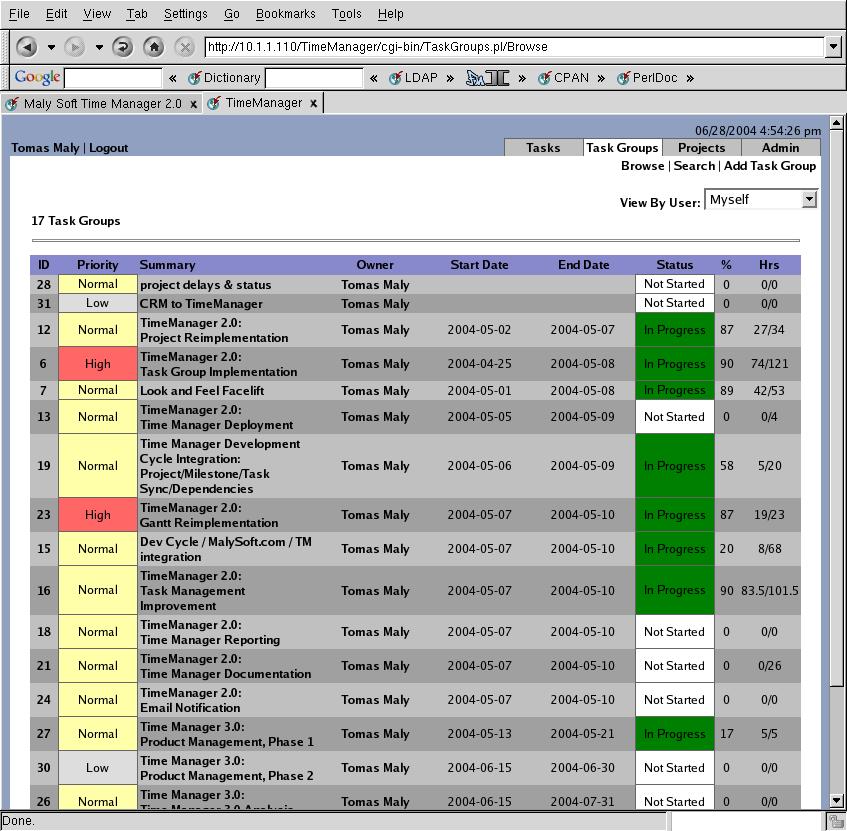 File Edit View Tab Settings Go Bookmarks Tools Help
http://10.1.1.110/TimeManager/cgi-bin/TaskGroups.pl/Browse
Google « Dictionary « LDAP » » CPAN » PerlDoc »
Maly Soft Time Manager 2.0 x TimeManager x
06/28/2004 4:54:26 pm
Tomas Maly | Logout Tasks Task Groups Projects Admin
Browse | Search | Add Task Group
View By User: Myself
17 Task Groups
ID Priority Summary Owner Start Date End Date Status % Hrs
28 Normal project delays & status Tomas Maly Not Started 0 0/0
31 Low CRM to TimeManager Tomas Maly Not Started 0 0/0
TimeManager 2.0:
12 Normal Tomas Maly 2004-05-02 2004-05-07 In Progress 87 27/34
Project Reimplementation
TimeManager 2.0:
6 High Tomas Maly 2004-04-25 2004-05-08 In Progress 90 74/121
Task Group Implementation
7 Normal Look and Feel Facelift Tomas Maly 2004-05-01 2004-05-08 In Progress 89 42/53
TimeManager 2.0:
13 Normal Tomas Maly 2004-05-05 2004-05-09 Not Started 0 0/4
Time Manager Deployment
Time Manager Development
Cycle Integration:
19 Normal Tomas Maly 2004-05-06 2004-05-09 In Progress 58 5/20
Project/Milestone/Task
Sync/Dependencies
TimeManager 2.0:
23 High Tomas Maly 2004-05-07 2004-05-10 In Progress 87 19/23
Gantt Reimplementation
Dev Cycle / MalySoft.com / TM
15 Normal Tomas Maly 2004-05-07 2004-05-10 In Progress 20 8/68
integration
TimeManager 2.0:
16 Normal Task Management Tomas Maly 2004-05-07 2004-05-10 In Progress 90 83.5/101.5
Improvement
TimeManager 2.0:
18 Normal Tomas Maly 2004-05-07 2004-05-10 Not Started 0 0/0
Time Manager Reporting
TimeManager 2.0:
21 Normal Tomas Maly 2004-05-07 2004-05-10 Not Started 0 0/26
Time Manager Documentation
TimeManager 2.0:
24 Normal Tomas Maly 2004-05-07 2004-05-10 Not Started 0 0/0
Email Notification
Time Manager 3.0:
27 Normal Tomas Maly 2004-05-13 2004-05-21 In Progress 17 5/5
Product Management, Phase 1
Time Manager 3.0:
30 Low Tomas Maly 2004-06-15 2004-06-30 Not Started 0 0/0
Product Management, Phase 2
Time Manager 3.0:
26 Normal Tomas Maly 2004-06-15 2004-07-31 Not Started 0 0/0
Done.